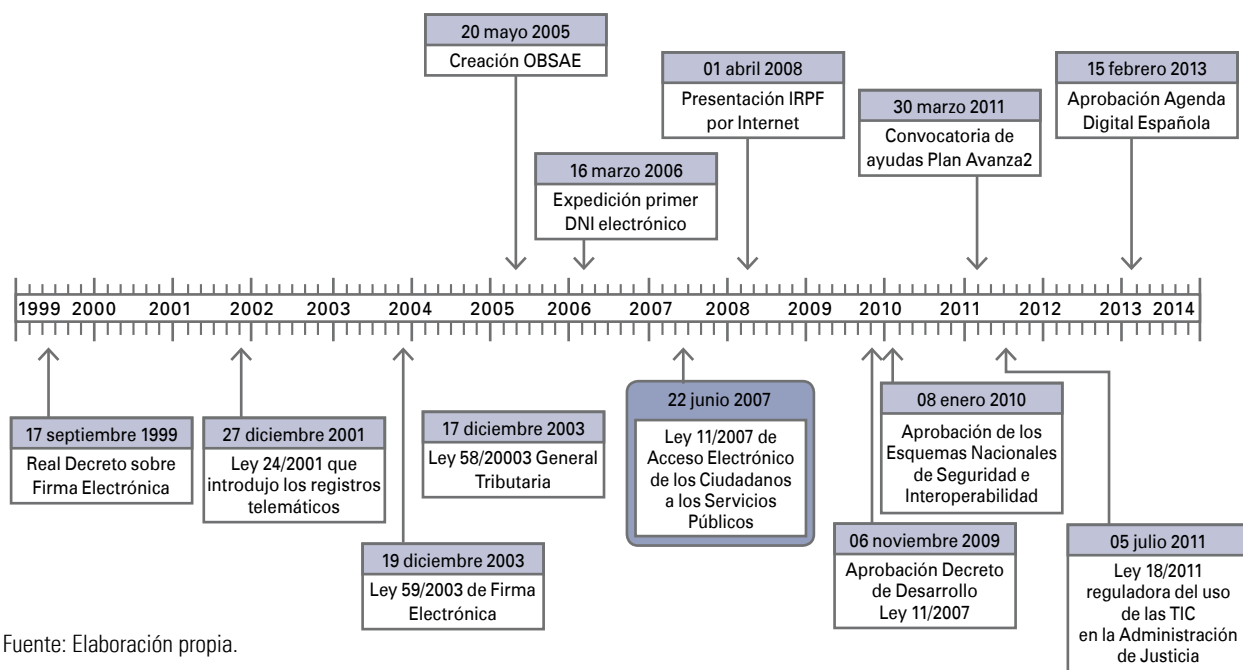 20 mayo 2005
Creación OBSAE
01 abril 2008
Presentación IRPF
por Internet
15 febrero 2013
Aprobación Agenda
Digital Española
30 marzo 2011
Convocatoria de
ayudas Plan Avanza2
16 marzo 2006
Expedición primer
DNI electrónico
1999 2000 2001 2002 2003 2004 2005 2006 2007 2008 2009 2010 2011 2012 2013 2014
17 septiembre 1999
Real Decreto sobre
Firma Electrónica
27 diciembre 2001
Ley 24/2001 que
introdujo los registros
telemáticos
17 diciembre 2003
Ley 58/20003 General
Tributaria
19 diciembre 2003
Ley 59/2003 de Firma
Electrónica
22 junio 2007
Ley 11/2007 de
Acceso Electrónico
de los Ciudadanos
a los Servicios
Públicos
08 enero 2010
Aprobación de los
Esquemas Nacionales
de Seguridad e
Interoperabilidad
06 noviembre 2009
Aprobación Decreto
de Desarrollo
Ley 11/2007
05 julio 2011
Ley 18/2011
reguladora del uso
de las TIC
en la Administración
de Justicia
Fuente: Elaboración propia.